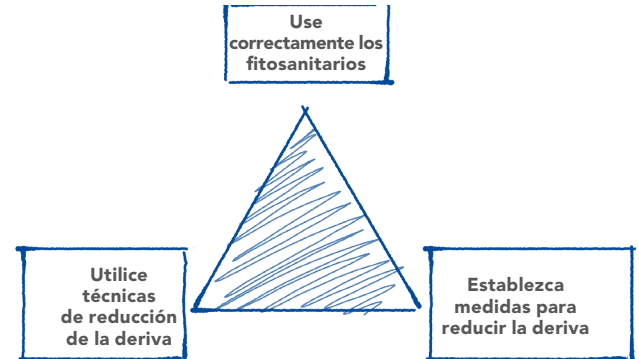 Use
correctamente los
fitosanitarios
Utilice
técnicas
de reducción
de la deriva
Establezca
medidas para
reducir la deriva